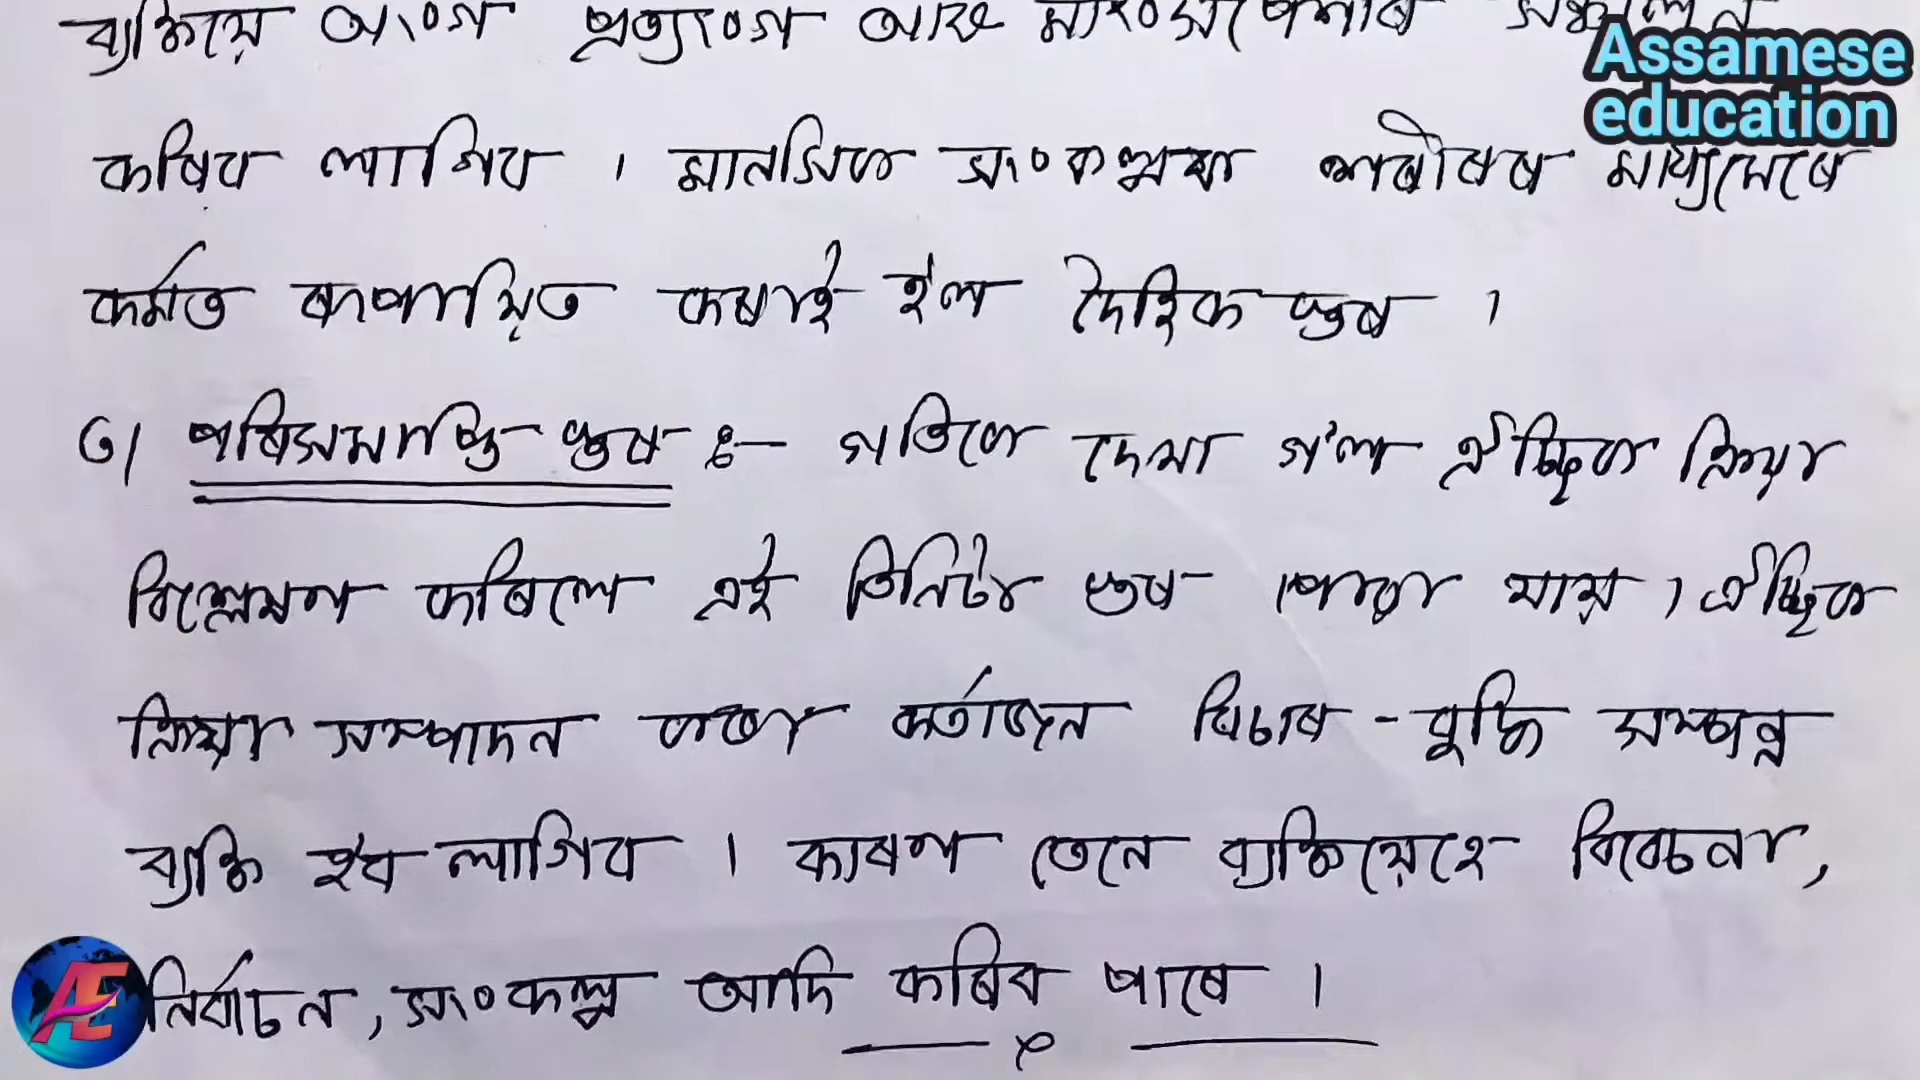 ব্যক্তিয়ে অংগ প্ৰত্যংগ আৰু মাংসপেশীৰ সঞ্চালন
Assamese
education
কৰিব লাগিব । মানসিক সংকল্পক শৰীৰৰ মাধ্যমেৰে
কৰ্মত ৰূপায়িত কৰাই হ'ল দৈহিক স্তৰ ।
৩| পৰিসমাপ্তি স্তৰ ঃ- গতিকে দেখা গ'ল ঐচ্ছিক ক্ৰিয়া
বিশ্লেষণ কৰিলে এই তিনিটা স্তৰ পোৱা যায় । ঐচ্ছিক
ক্ৰিয়া সম্পাদন কৰা কৰ্তাজন বিচাৰ - বুদ্ধি সম্পন্ন
ব্যক্তি হ'ব লাগিব । কাৰণ তেনে ব্যক্তিয়েহে বিবেচনা,
নিৰ্বাচন, সংকল্প আদি কৰিব পাৰে ।
AE